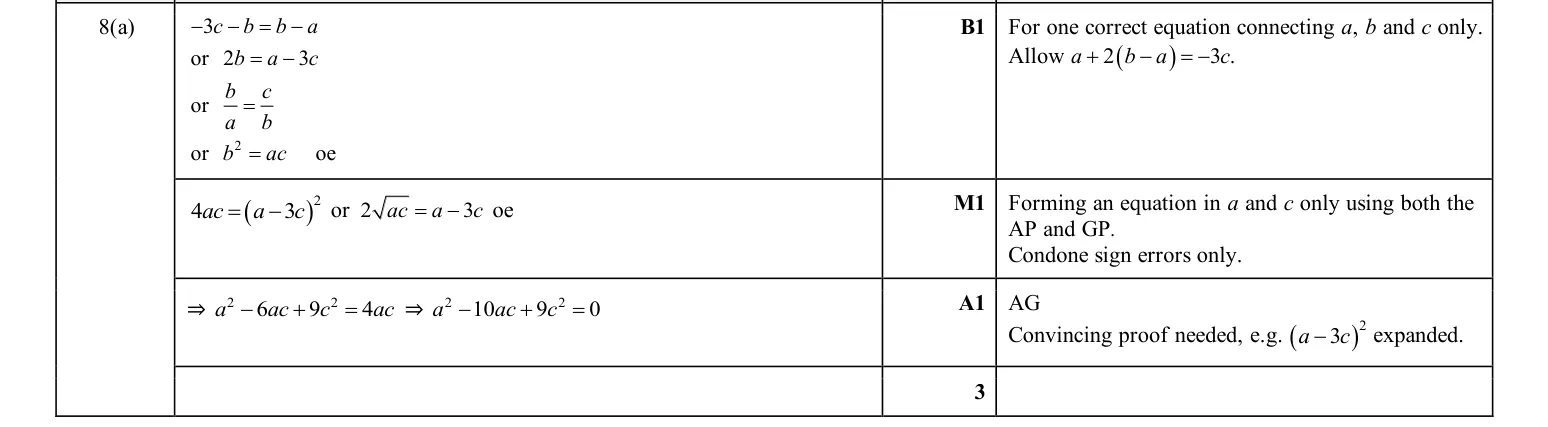 8(a)
−3c − b = b − a
or 2b = a − 3c
or b/a = c/b
or b² = ac oe
B1
For one correct equation connecting a, b and c only.
Allow a + 2(b − a) = −3c.
4ac = (a − 3c)² or 2√ac = a − 3c oe
M1
Forming an equation in a and c only using both the
AP and GP.
Condone sign errors only.
⇒ a² − 6ac + 9c² = 4ac ⇒ a² − 10ac + 9c² = 0
A1
AG
Convincing proof needed, e.g. (a − 3c)² expanded.
3